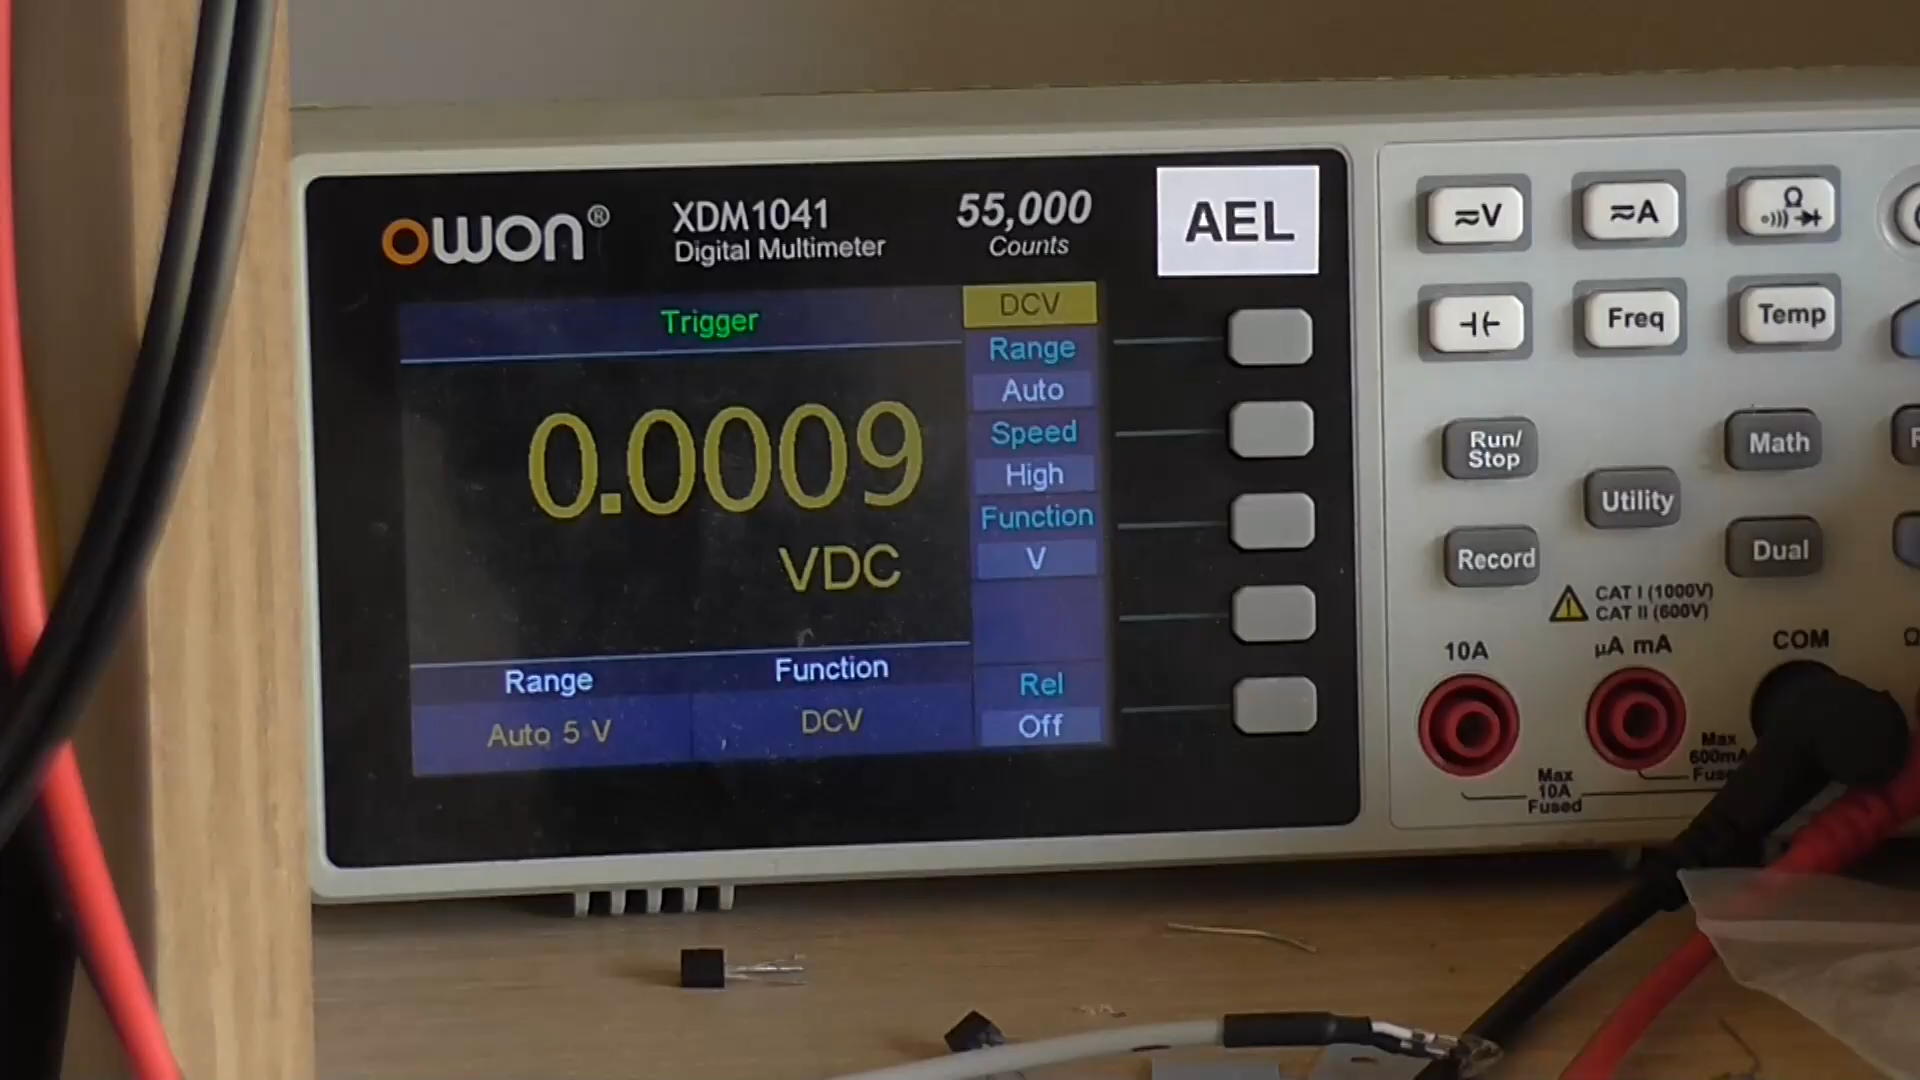 owon®
XDM1041
Digital Multimeter
55,000
Counts
AEL
Trigger
0.0009
VDC
Range
Auto 5 V
Function
DCV
DCV
Range
Auto
Speed
High
Function
V
Rel
Off
≂V
≂A
Ω
Freq
Temp
Run/
Stop
Math
Utility
Record
Dual
CAT I (1000V)
CAT II (600V)
10A
µA mA
COM
Ω
Max
600mA
Max
10A
Fused